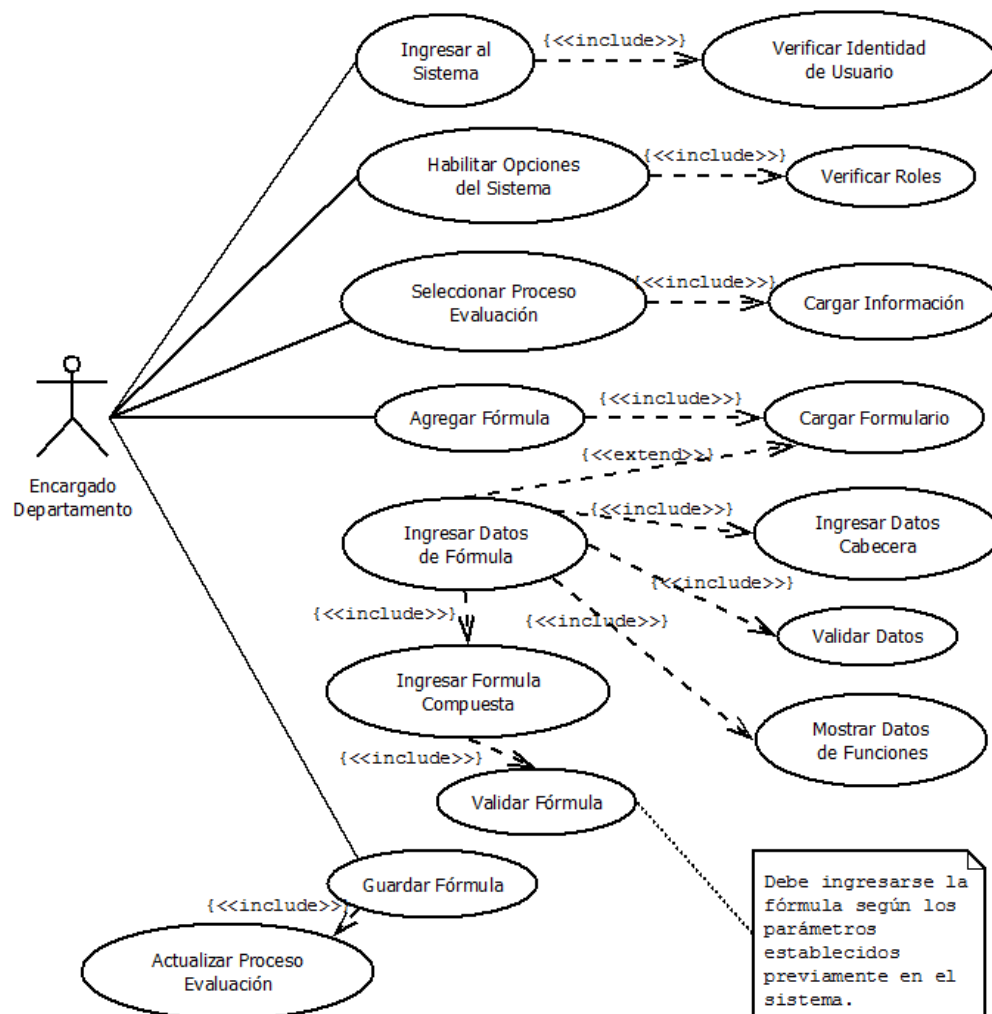 Ingresar al
Sistema
{<<include>>}
Verificar Identidad
de Usuario
Habilitar Opciones
del Sistema
{<<include>>}
Verificar Roles
Seleccionar Proceso
Evaluación
{<<include>>}
Cargar Información
Encargado
Departamento
Agregar Fórmula
{<<include>>}
Cargar Formulario
{<<extend>>}
Ingresar Datos
de Fórmula
{<<include>>}
Ingresar Datos
Cabecera
{<<include>>}
Validar Datos
{<<include>>}
{<<include>>}
Mostrar Datos
de Funciones
Ingresar Formula
Compuesta
{<<include>>}
Validar Fórmula
Guardar Fórmula
{<<include>>}
Actualizar Proceso
Evaluación
Debe ingresarse la
fórmula según los
parámetros
establecidos
previamente en el
sistema.